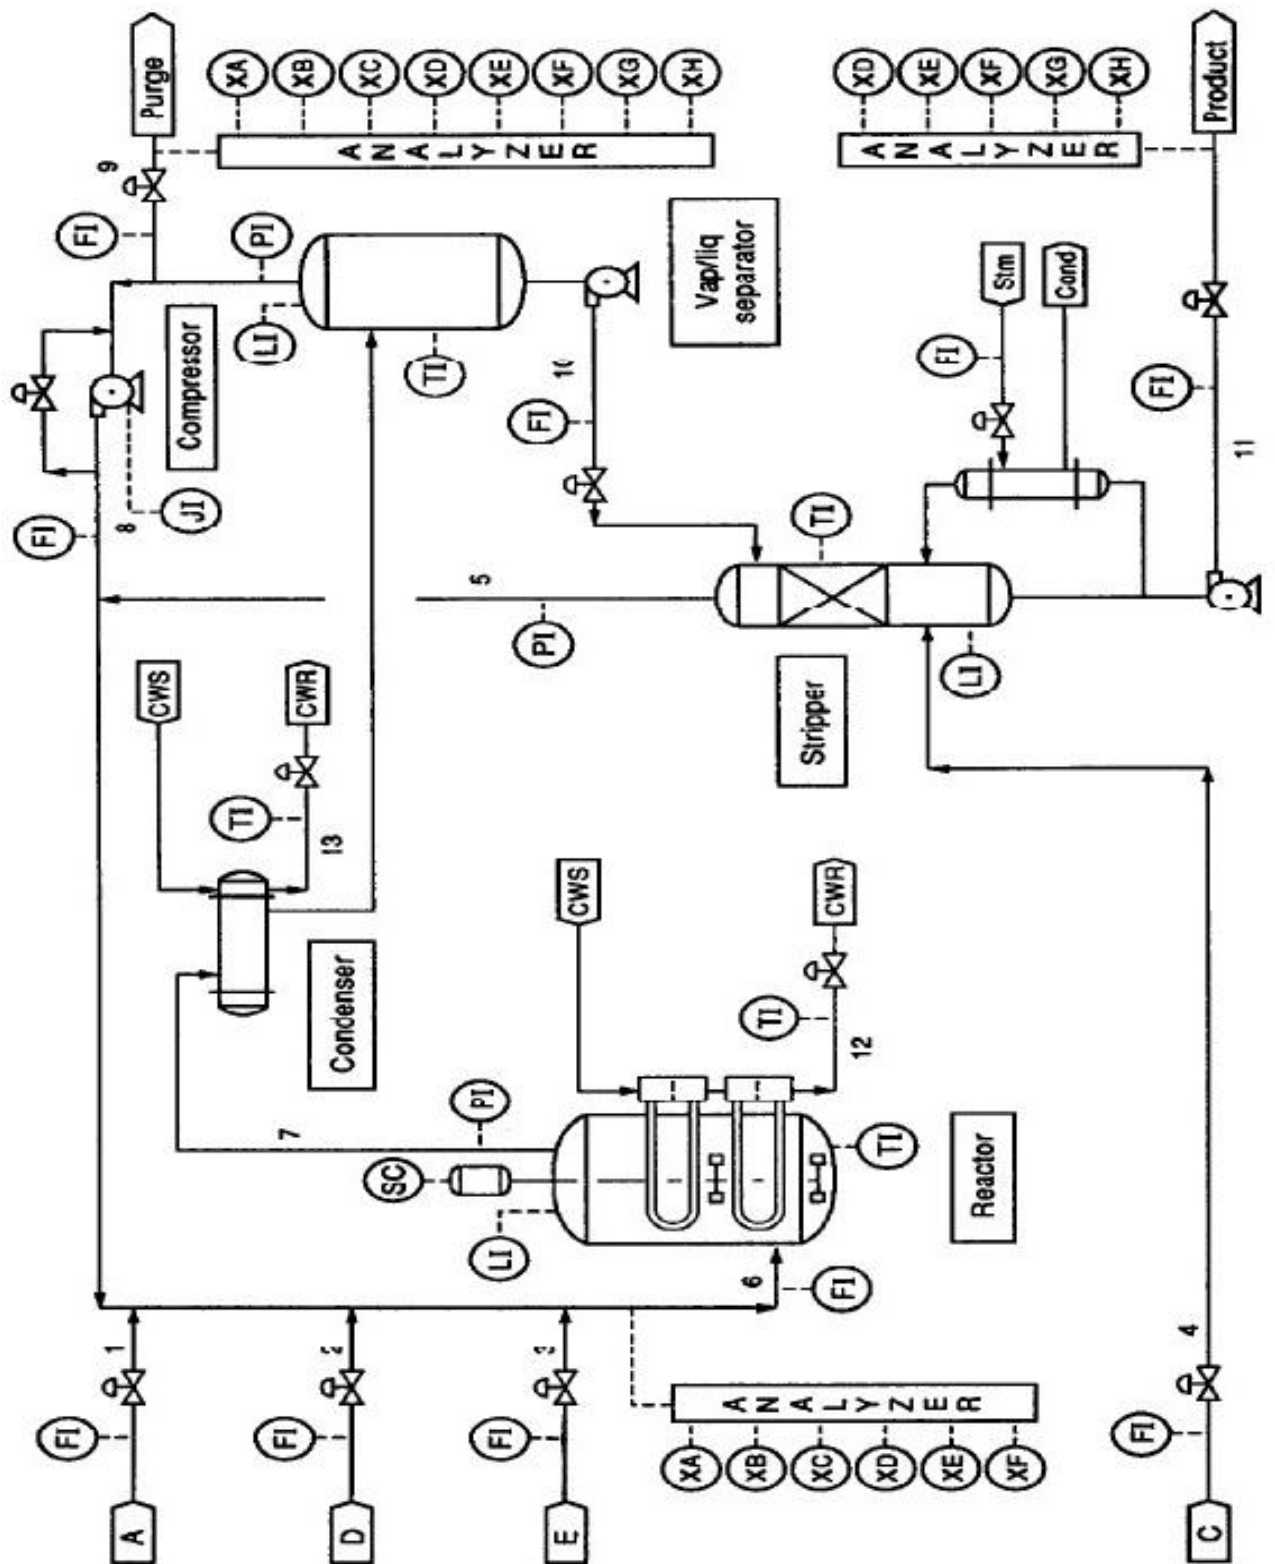 FI
FI
FI
A
1
8
9
Purge
CWS
JI
Compressor
TI
CWR
13
PI
LI
ANALYZER
XA
XB
XC
XD
XE
XF
XG
XH
FI
D
2
7
Condenser
SC
PI
TI
5
FI
10
FI
E
3
LI
PI
CWS
Vap/liq
separator
ANALYZER
XA
XB
XC
XD
XE
XF
6
FI
TI
CWR
12
TI
Reactor
Stripper
TI
LI
FI
Stm
Cond
ANALYZER
XD
XE
XF
XG
XH
FI
C
4
FI
11
Product